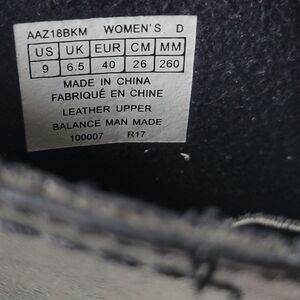 AAZ18BKM WOMEN'S D
US UK EUR CM MM
9 6.5 40 26 260
MADE IN CHINA
FABRIQUÉ EN CHINE
LEATHER UPPER
BALANCE MAN MADE
100007 R17